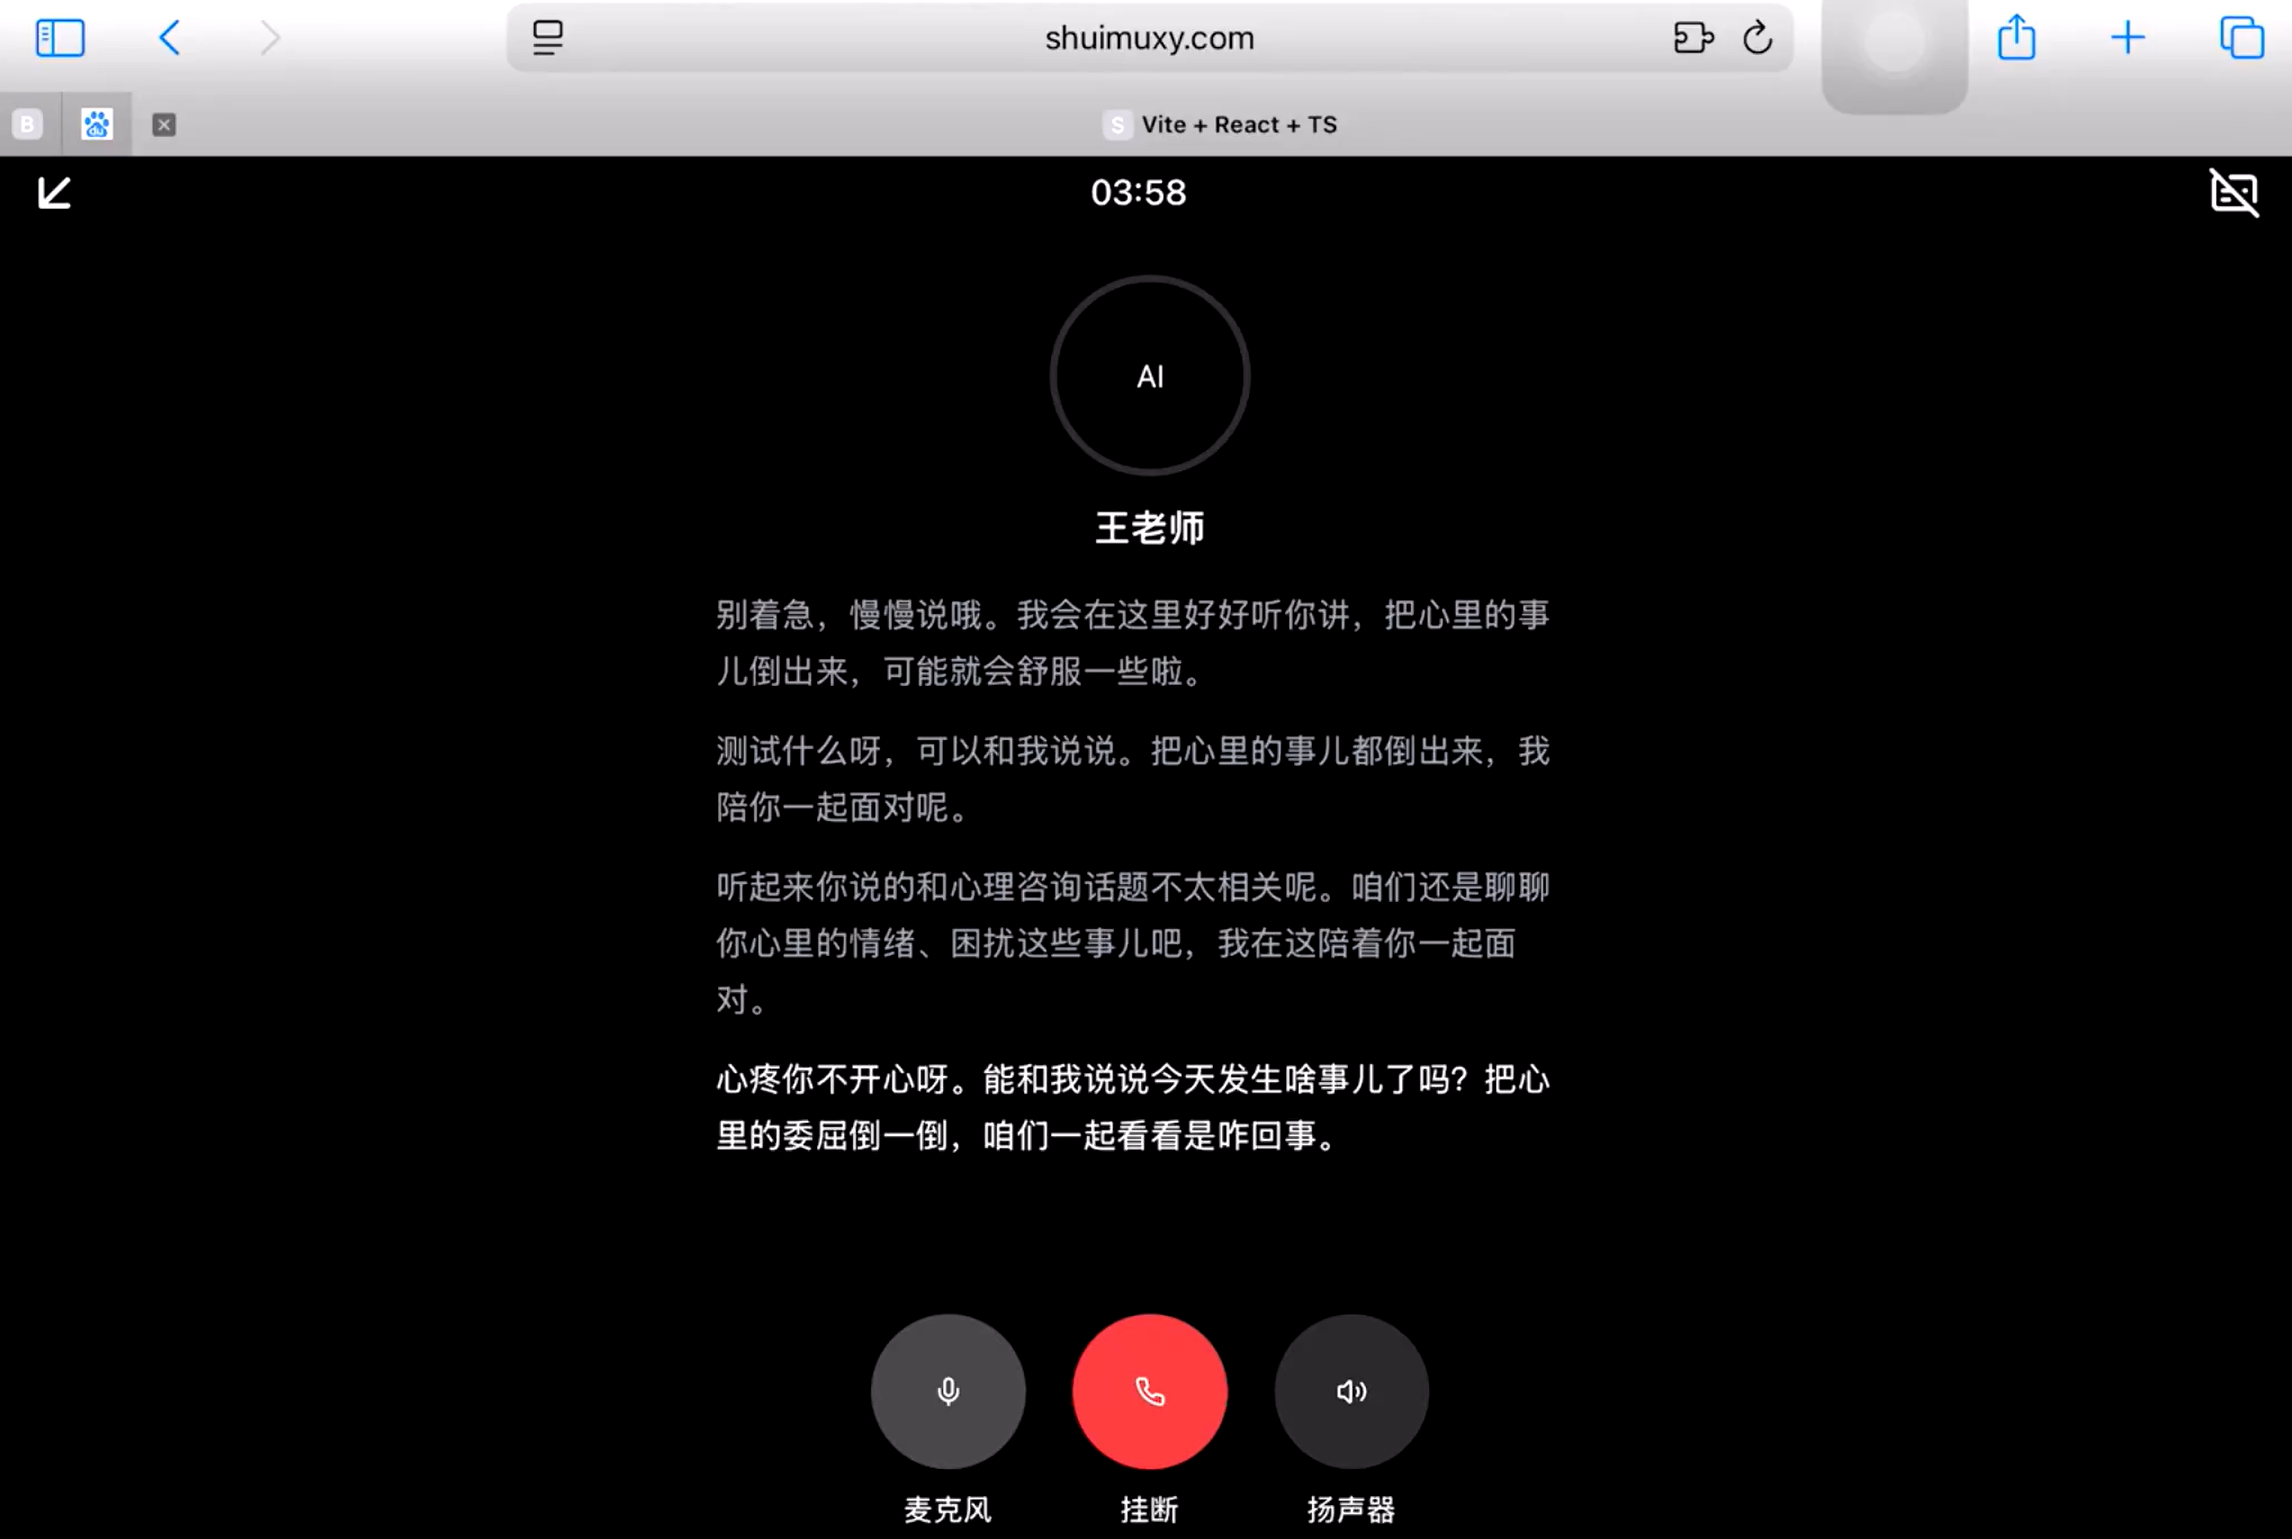 shuimuxy.com
B
du
S Vite + React + TS
03:58
AI
王老师
别着急，慢慢说哦。我会在这里好好听你讲，把心里的事
儿倒出来，可能就会舒服一些啦。
测试什么呀，可以和我说说。把心里的事儿都倒出来，我
陪你一起面对呢。
听起来你说的和心理咨询话题不太相关呢。咱们还是聊聊
你心里的情绪、困扰这些事儿吧，我在这陪着你一起面
对。
心疼你不开心呀。能和我说说今天发生啥事儿了吗？把心
里的委屈倒一倒，咱们一起看看是咋回事。
麦克风
挂断
扬声器